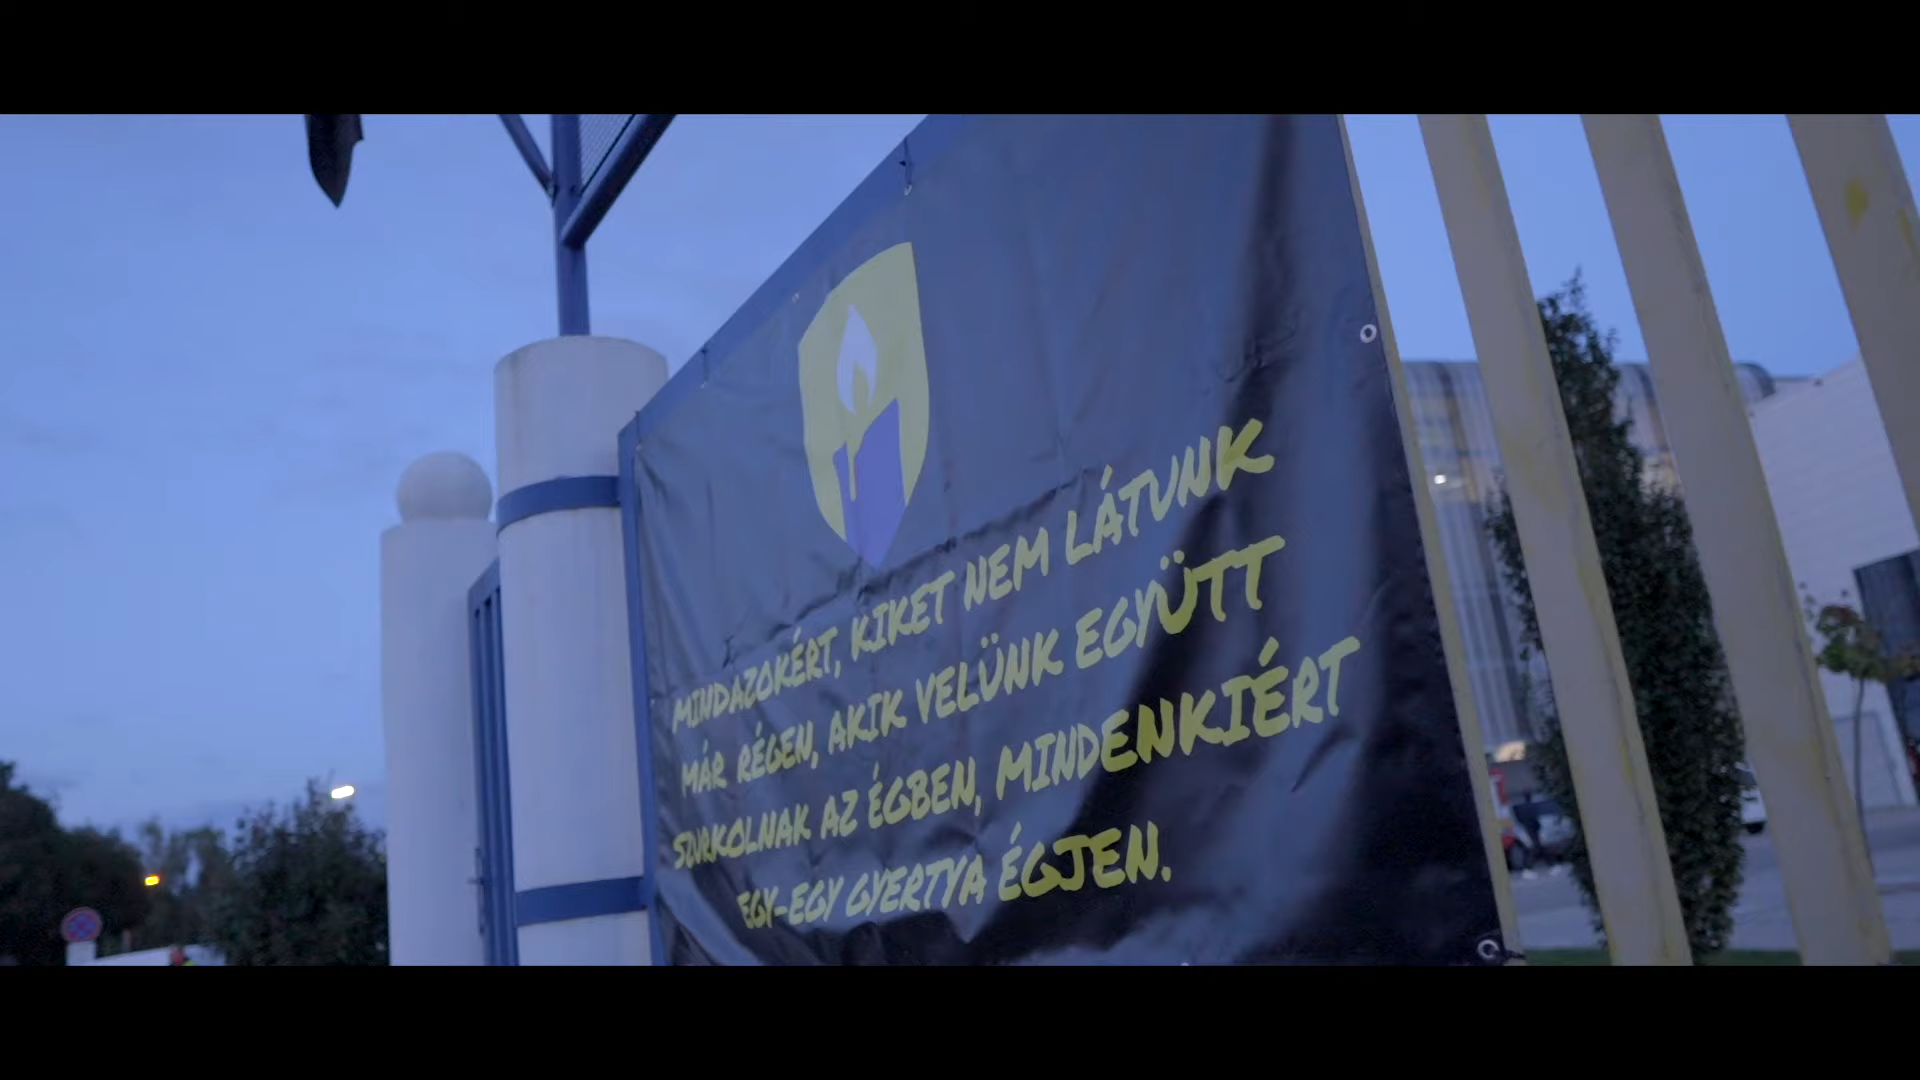 MINDAZOKÉRT, KIKET NEM LÁTUNK
MÁR RÉGEN, AKIK VELÜNK EGYÜTT
SZURKOLNAK AZ ÉGBEN, MINDENKIÉRT
EGY-EGY GYERTYA ÉGJEN.